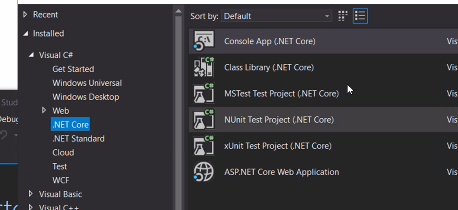 Recent
Sort by: Default
Installed
Console App (.NET Core)
Vis
Visual C#
Get Started
Class Library (.NET Core)
Vis
Windows Universal
Windows Desktop
MSTest Test Project (.NET Core)
Vis
Stud
Web
Debug
.NET Core
NUnit Test Project (.NET Core)
Vis
.NET Standard
Cloud
xUnit Test Project (.NET Core)
Vis
Test
WCF
ASP.NET Core Web Application
Vis
Visual Basic
Visual C++